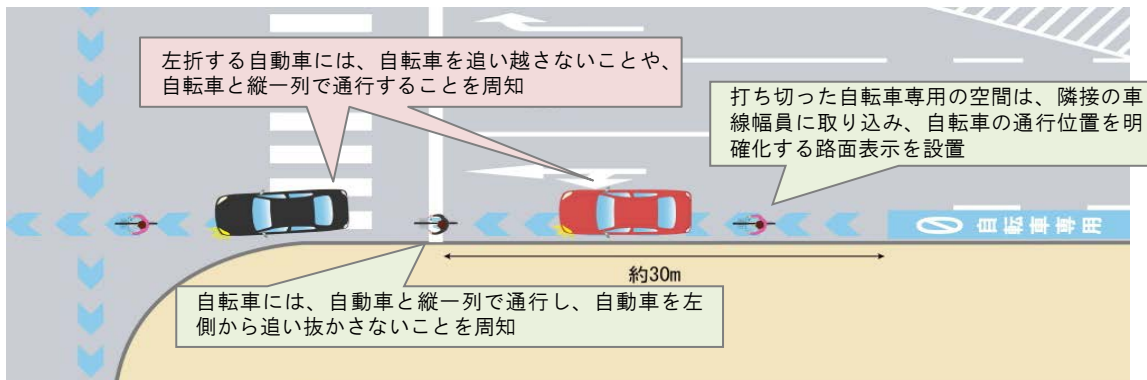 左折する自動車には、自転車を追い越さないことや、
自転車と縦一列で通行することを周知
打ち切った自転車専用の空間は、隣接の車
線幅員に取り込み、自転車の通行位置を明
確化する路面表示を設置
自転車専用
約30m
自転車には、自動車と縦一列で通行し、自動車を左
側から追い抜かさないことを周知